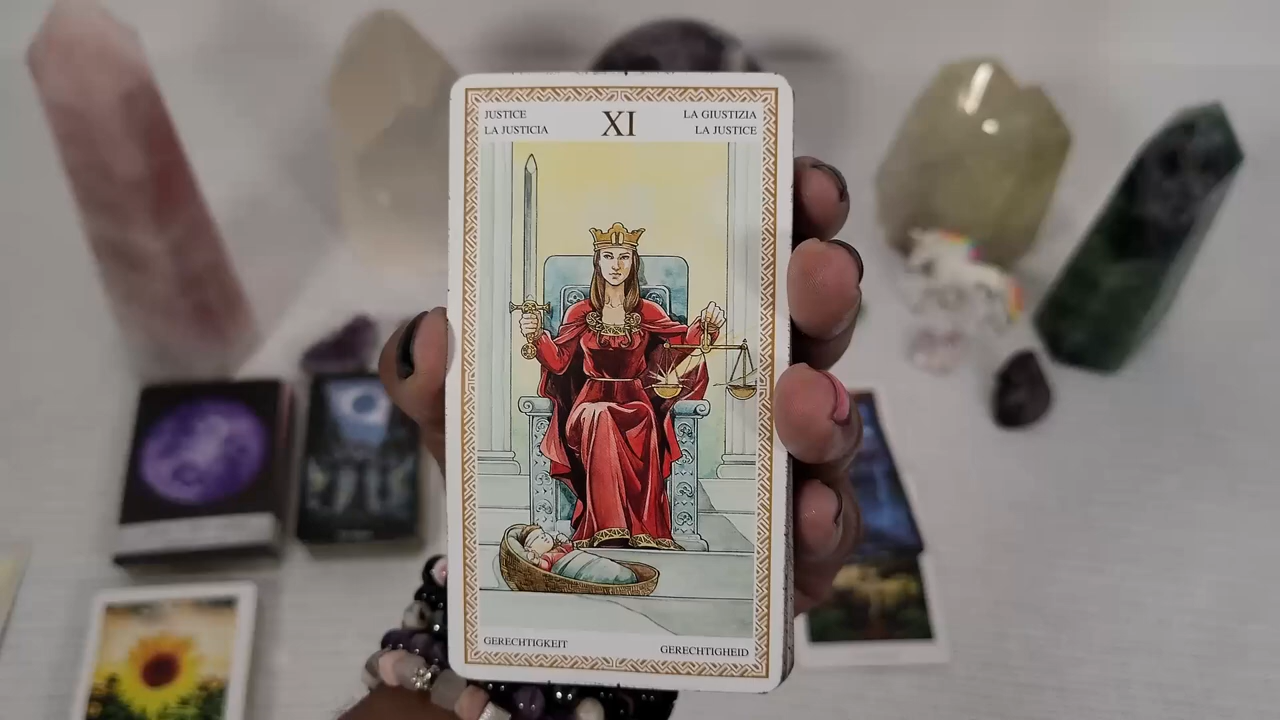 JUSTICE
LA JUSTICIA
XI
LA GIUSTIZIA
LA JUSTICE
GERECHTIGKEIT
GERECHTIGHEID